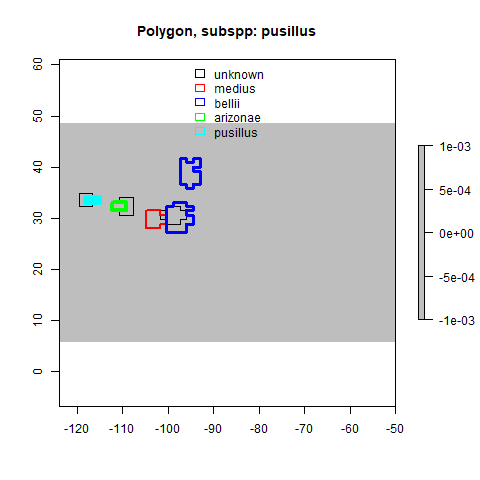 Polygon, subspp: pusillus
unknown
medius
bellii
arizonae
pusillus
60
50
40
30
20
10
0
1e-03
5e-04
0e+00
-5e-04
-1e-03
-120 -110 -100 -90 -80 -70 -60 -50